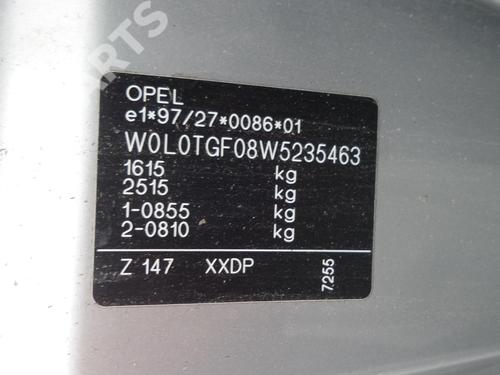 PARTS
OPEL
e1*97/27*0086*01
W0L0TGF08W5235463
1615 kg
2515 kg
1-0855 kg
2-0810 kg
Z 147 XXDP 7255